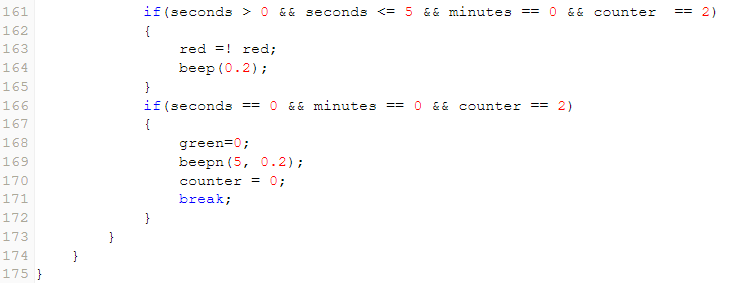 161             if(seconds > 0 && seconds <= 5 && minutes == 0 && counter  == 2)
162             {
163                 red =! red;
164                 beep(0.2);
165             }
166             if(seconds == 0 && minutes == 0 && counter == 2)
167             {
168                 green=0;
169                 beepn(5, 0.2);
170                 counter = 0;
171                 break;
172             }
173         }
174     }
175 }